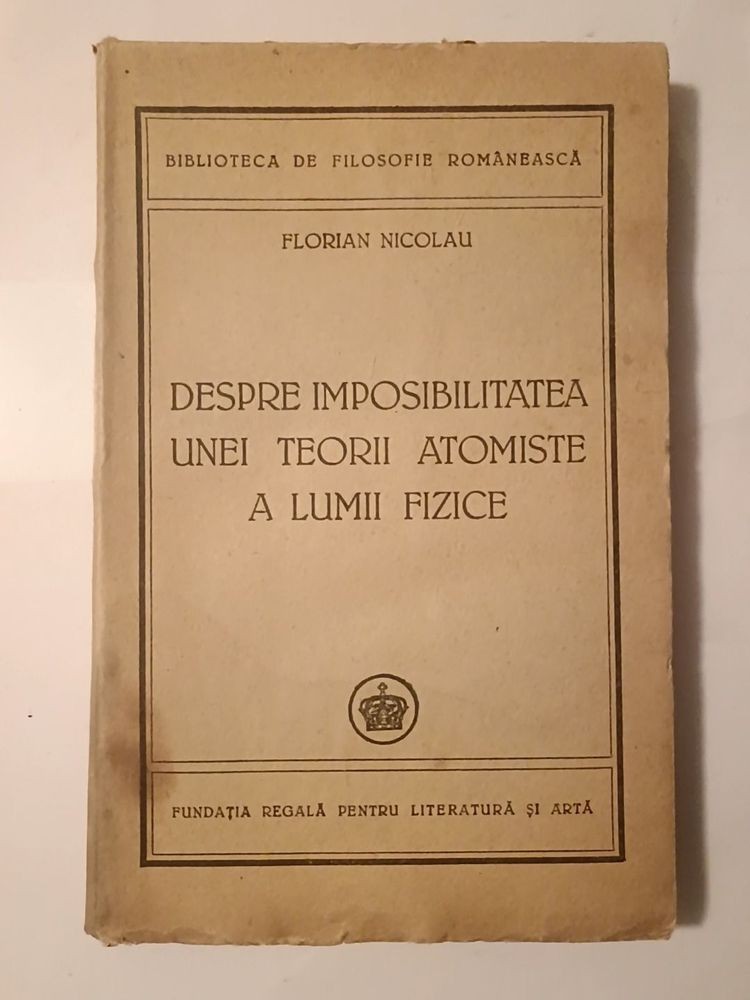 BIBLIOTECA DE FILOSOFIE ROMÂNEASCĂ
FLORIAN NICOLAU
DESPRE IMPOSIBILITATEA
UNEI TEORII ATOMISTE
A LUMII FIZICE
FUNDAȚIA REGALĂ PENTRU LITERATURĂ ȘI ARTĂ